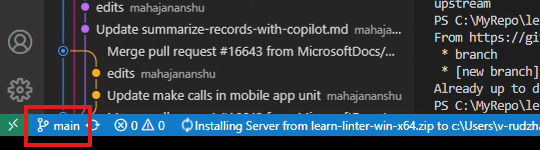 edits mahajananshu
Update summarize-records-with-copilot.md mahaja
Merge pull request #16643 from MicrosoftDocs/...
edits mahajananshu
Update make calls in mobile app unit mahajananshu
upstream
PS C:\MyRepo\le
From https://gi
* branch
* [new branch]
Already up to d
PS C:\MyRepo\le
main 0 0 Installing Server from learn-linter-win-x64.zip to c:\Users\v-rudzha